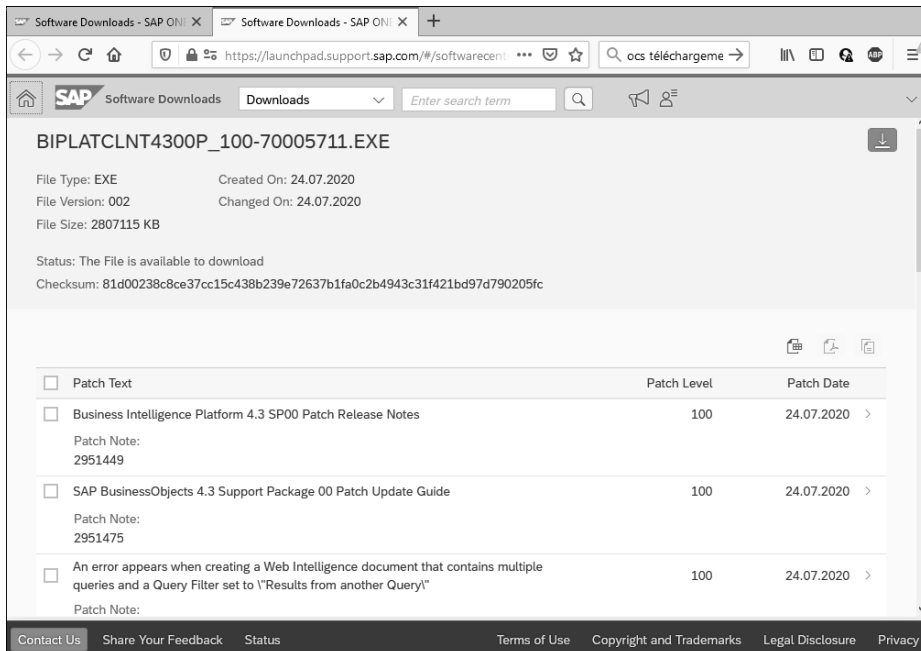 Software Downloads - SAP ON
Software Downloads - SAP ON
https://launchpad.support.sap.com/#/softwarecent
ocs téléchargeme
ABP
SAP Software Downloads Downloads Enter search term
BIPLATCLNT4300P_100-70005711.EXE
File Type: EXE Created On: 24.07.2020
File Version: 002 Changed On: 24.07.2020
File Size: 2807115 KB
Status: The File is available to download
Checksum: 81d00238c8ce37cc15c438b239e72637b1fa0c2b4943c31f421bd97d790205fc
Patch Text Patch Level Patch Date
Business Intelligence Platform 4.3 SP00 Patch Release Notes 100 24.07.2020
Patch Note:
2951449
SAP BusinessObjects 4.3 Support Package 00 Patch Update Guide 100 24.07.2020
Patch Note:
2951475
An error appears when creating a Web Intelligence document that contains multiple
queries and a Query Filter set to \"Results from another Query\" 100 24.07.2020
Patch Note:
Contact Us Share Your Feedback Status Terms of Use Copyright and Trademarks Legal Disclosure Privacy